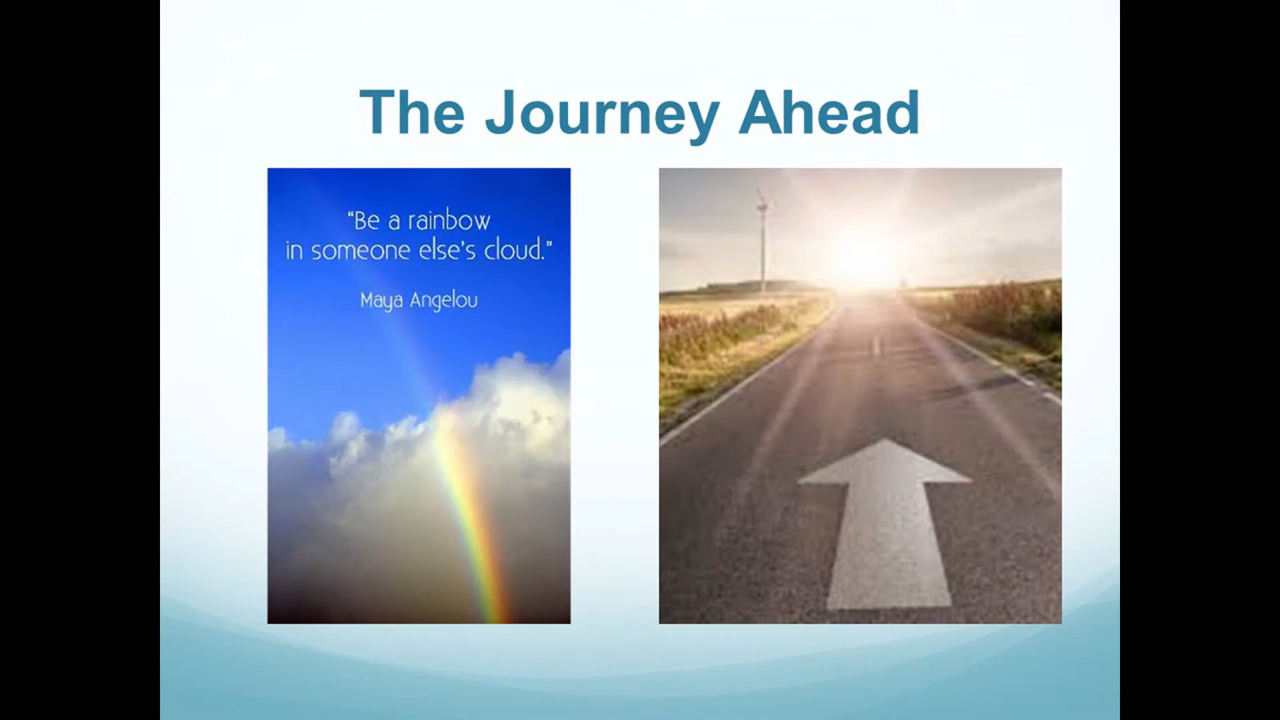 The Journey Ahead
“Be a rainbow
in someone else's cloud.”
Maya Angelou